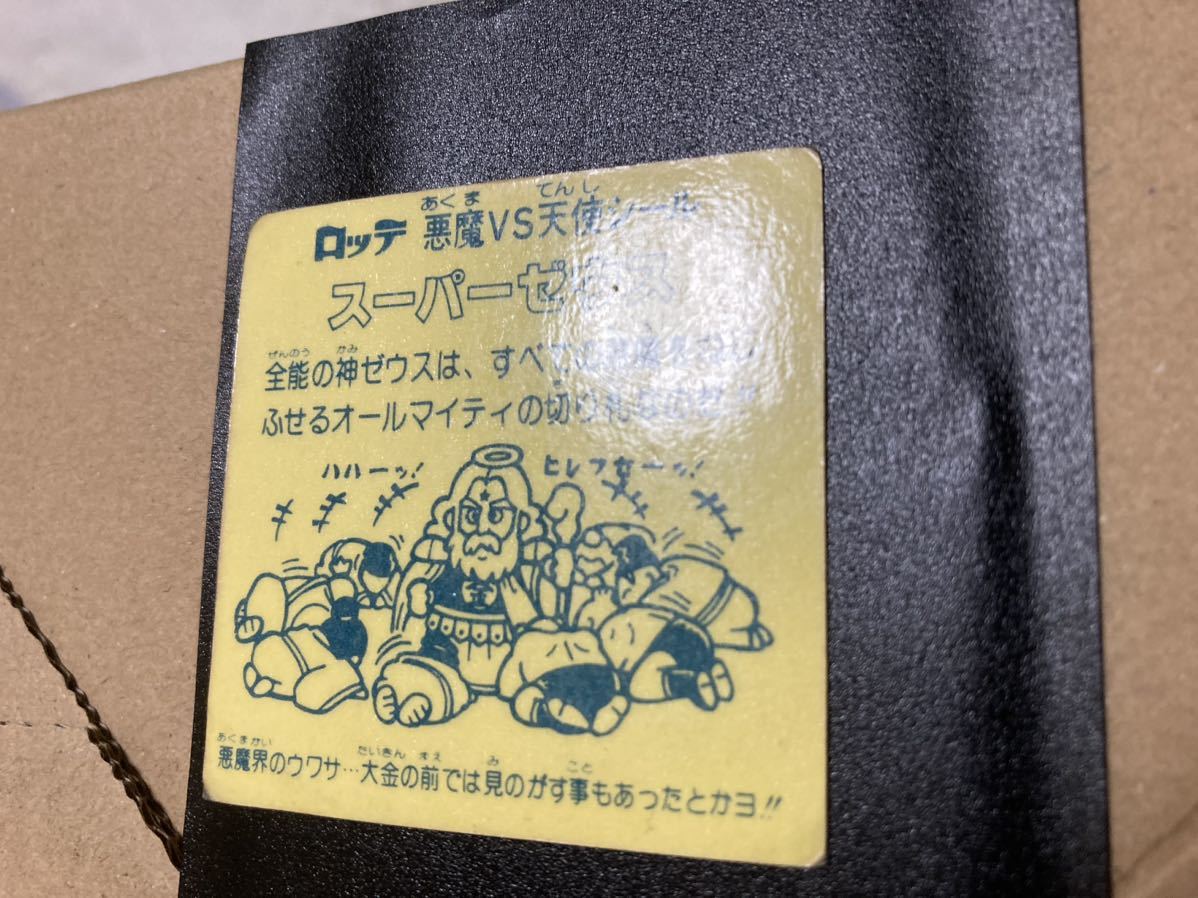 ロッテ 悪魔VS天使シール
あくま てんし
スーパーゼウス
ぜんのう かみ
全能の神ゼウスは、すべて
ふせるオールマイティの切り札
ハハーッ!
ヒレフセーッ!
全
あくまかい たいきん まえ み こと
悪魔界のウワサ…大金の前では見のがす事もあったとかヨ!!